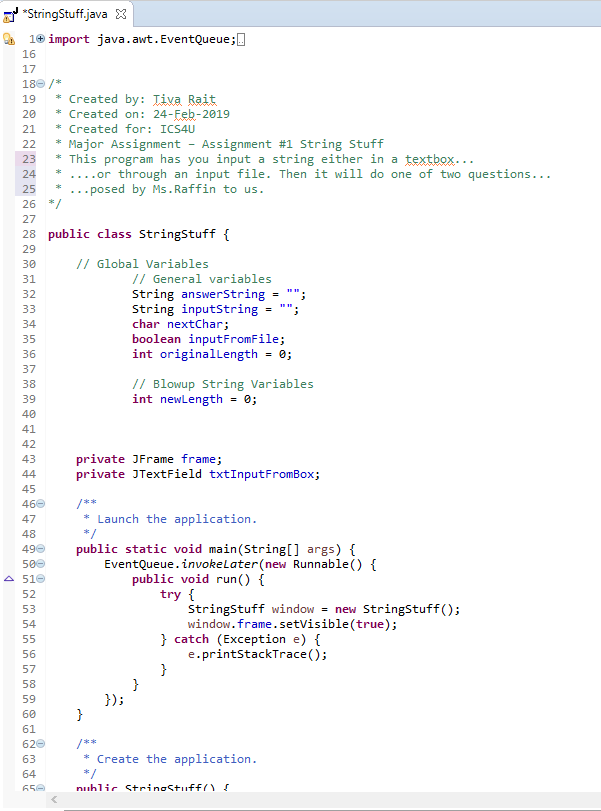 *StringStuff.java
1 import java.awt.EventQueue;
16
17
18 /*
19 * Created by: Tiva Rait
20 * Created on: 24-Feb-2019
21 * Created for: ICS4U
22 * Major Assignment – Assignment #1 String Stuff
23 * This program has you input a string either in a textbox...
24 * ....or through an input file. Then it will do one of two questions...
25 * ...posed by Ms.Raffin to us.
26 */
27
28 public class StringStuff {
29
30 // Global Variables
31 // General variables
32 String answerString = "";
33 String inputString = "";
34 char nextChar;
35 boolean inputFromFile;
36 int originalLength = 0;
37
38 // Blowup String Variables
39 int newLength = 0;
40
41
42
43 private JFrame frame;
44 private JTextField txtInputFromBox;
45
46 /**
47 * Launch the application.
48 */
49 public static void main(String[] args) {
50 EventQueue.invokeLater(new Runnable() {
51 public void run() {
52 try {
53 StringStuff window = new StringStuff();
54 window.frame.setVisible(true);
55 } catch (Exception e) {
56 e.printStackTrace();
57 }
58 }
59 });
60 }
61
62 /**
63 * Create the application.
64 */
65 public StringStuff() {